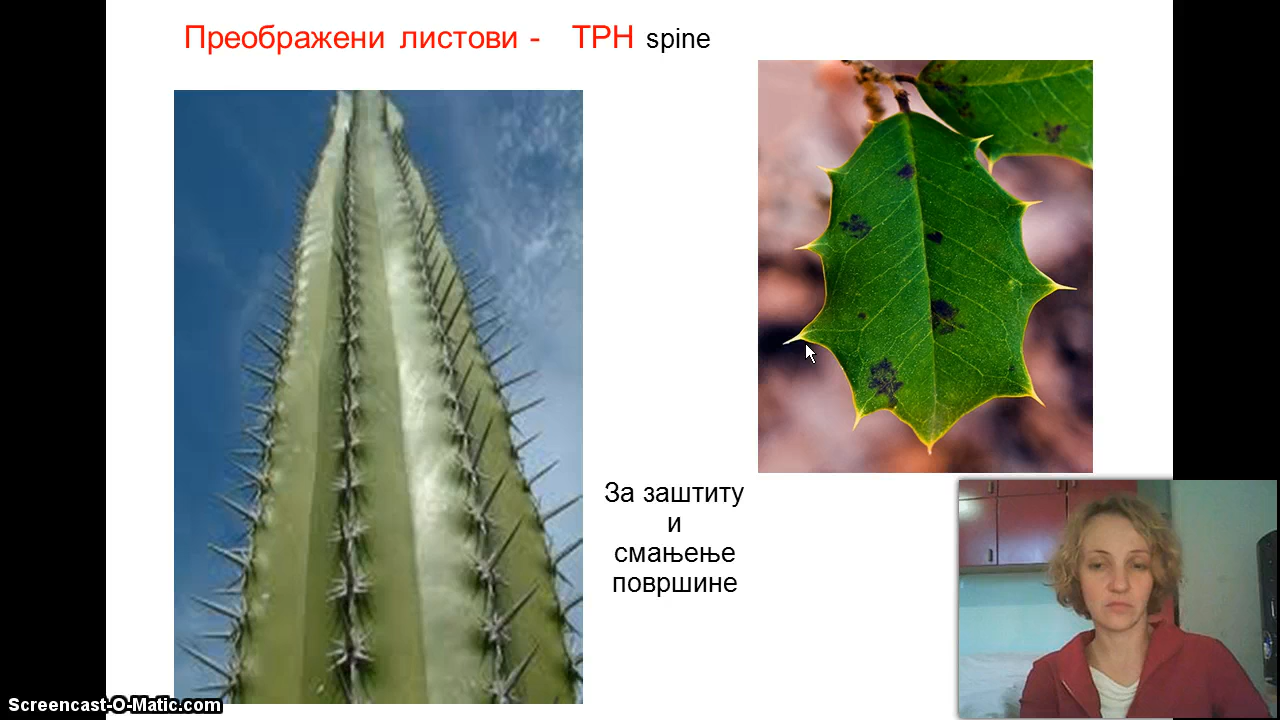 Преображени листови - ТРН spine
За заштиту
и
смањење
површине
Screencast-O-Matic.com